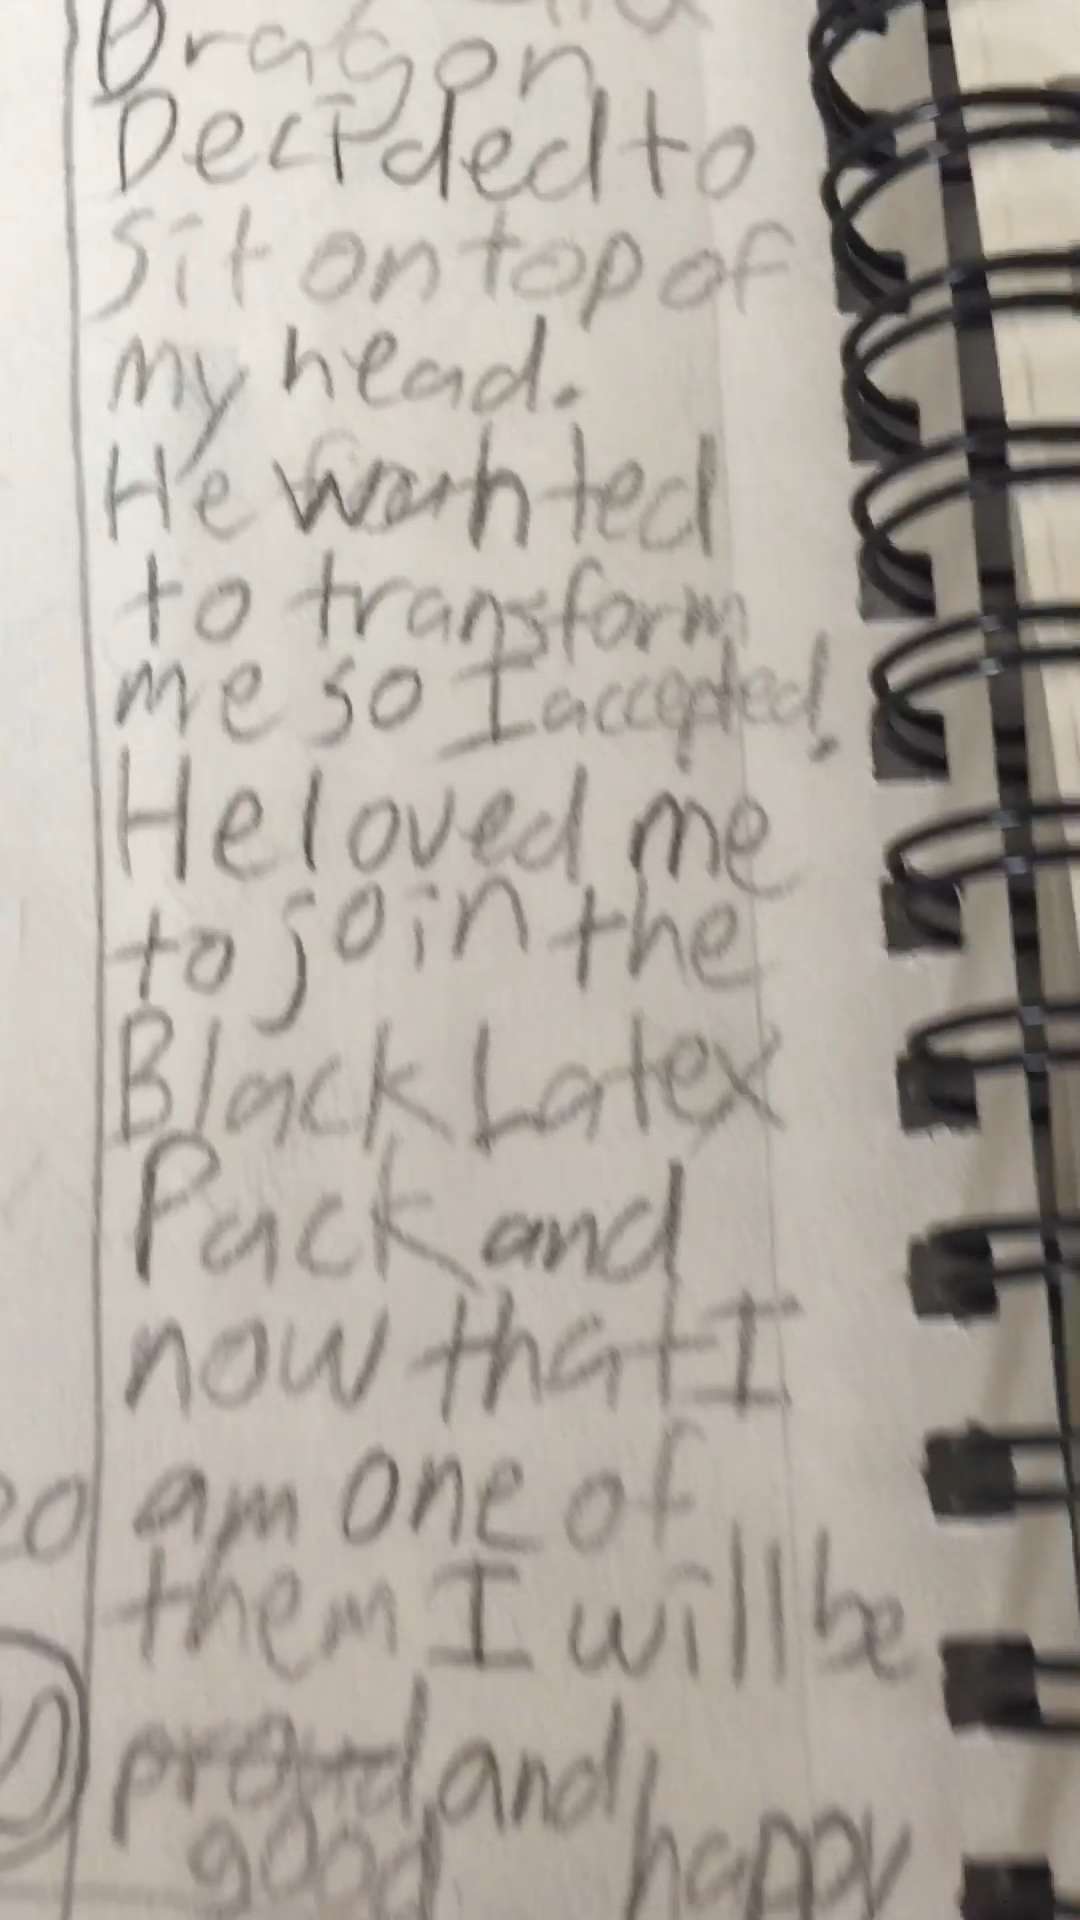 Dragon
Decided to
sit on top of
my head.
He wanted
to transform
me so I accepted!
He loved me
to join the
Black Latex
Pack and
now that I
am one of
them I will be
proud and
good happy